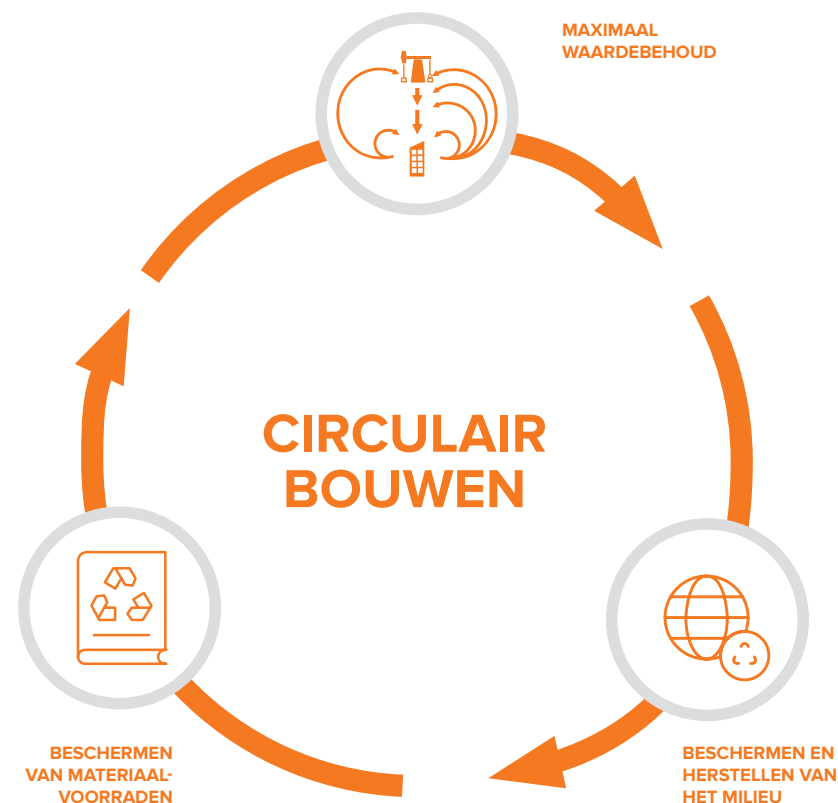 MAXIMAAL
WAARDEBEHOUD
CIRCULAIR
BOUWEN
BESCHERMEN
VAN MATERIAAL-
VOORRADEN
BESCHERMEN EN
HERSTELLEN VAN
HET MILIEU